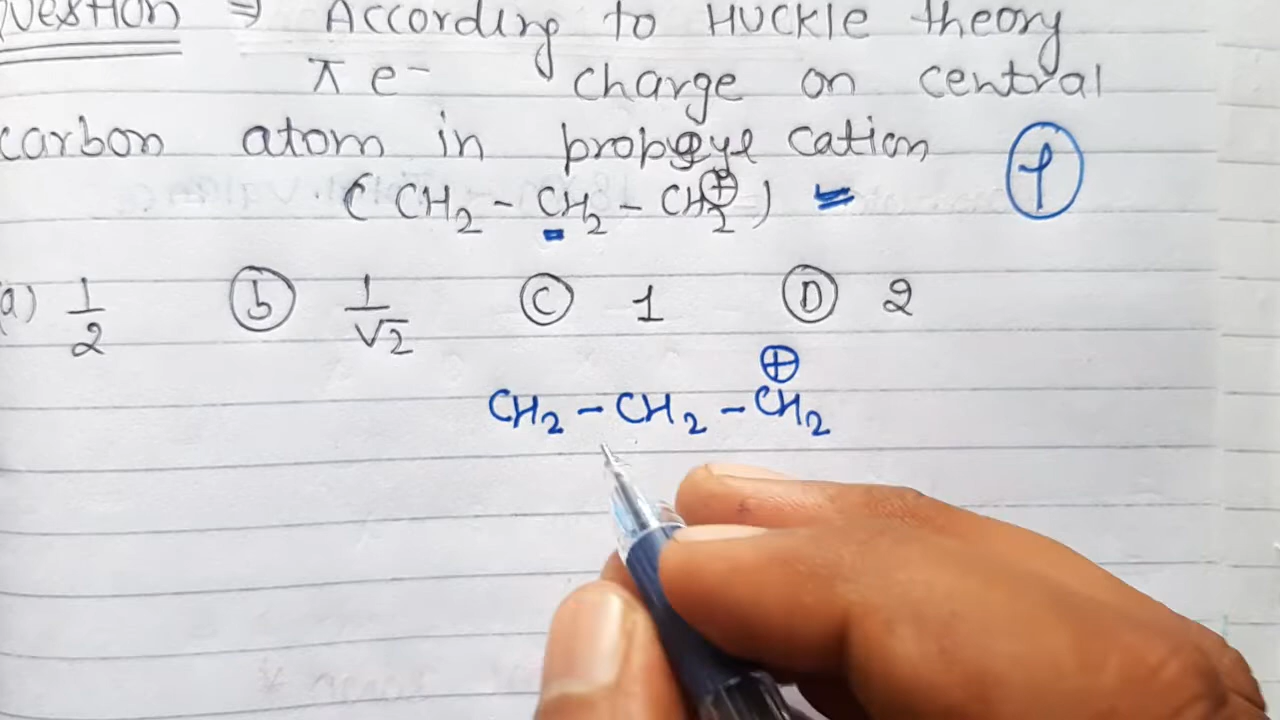 QUESTION ⇒ According to HUCKle theory
π e⁻ charge on central
carbon atom in cation
(CH₂ - CH₂ - CH₂⊕)
(a) 1/2 (b) 1/√2 (C) 1 (D) 2
CH₂ - CH₂ - CH₂⊕